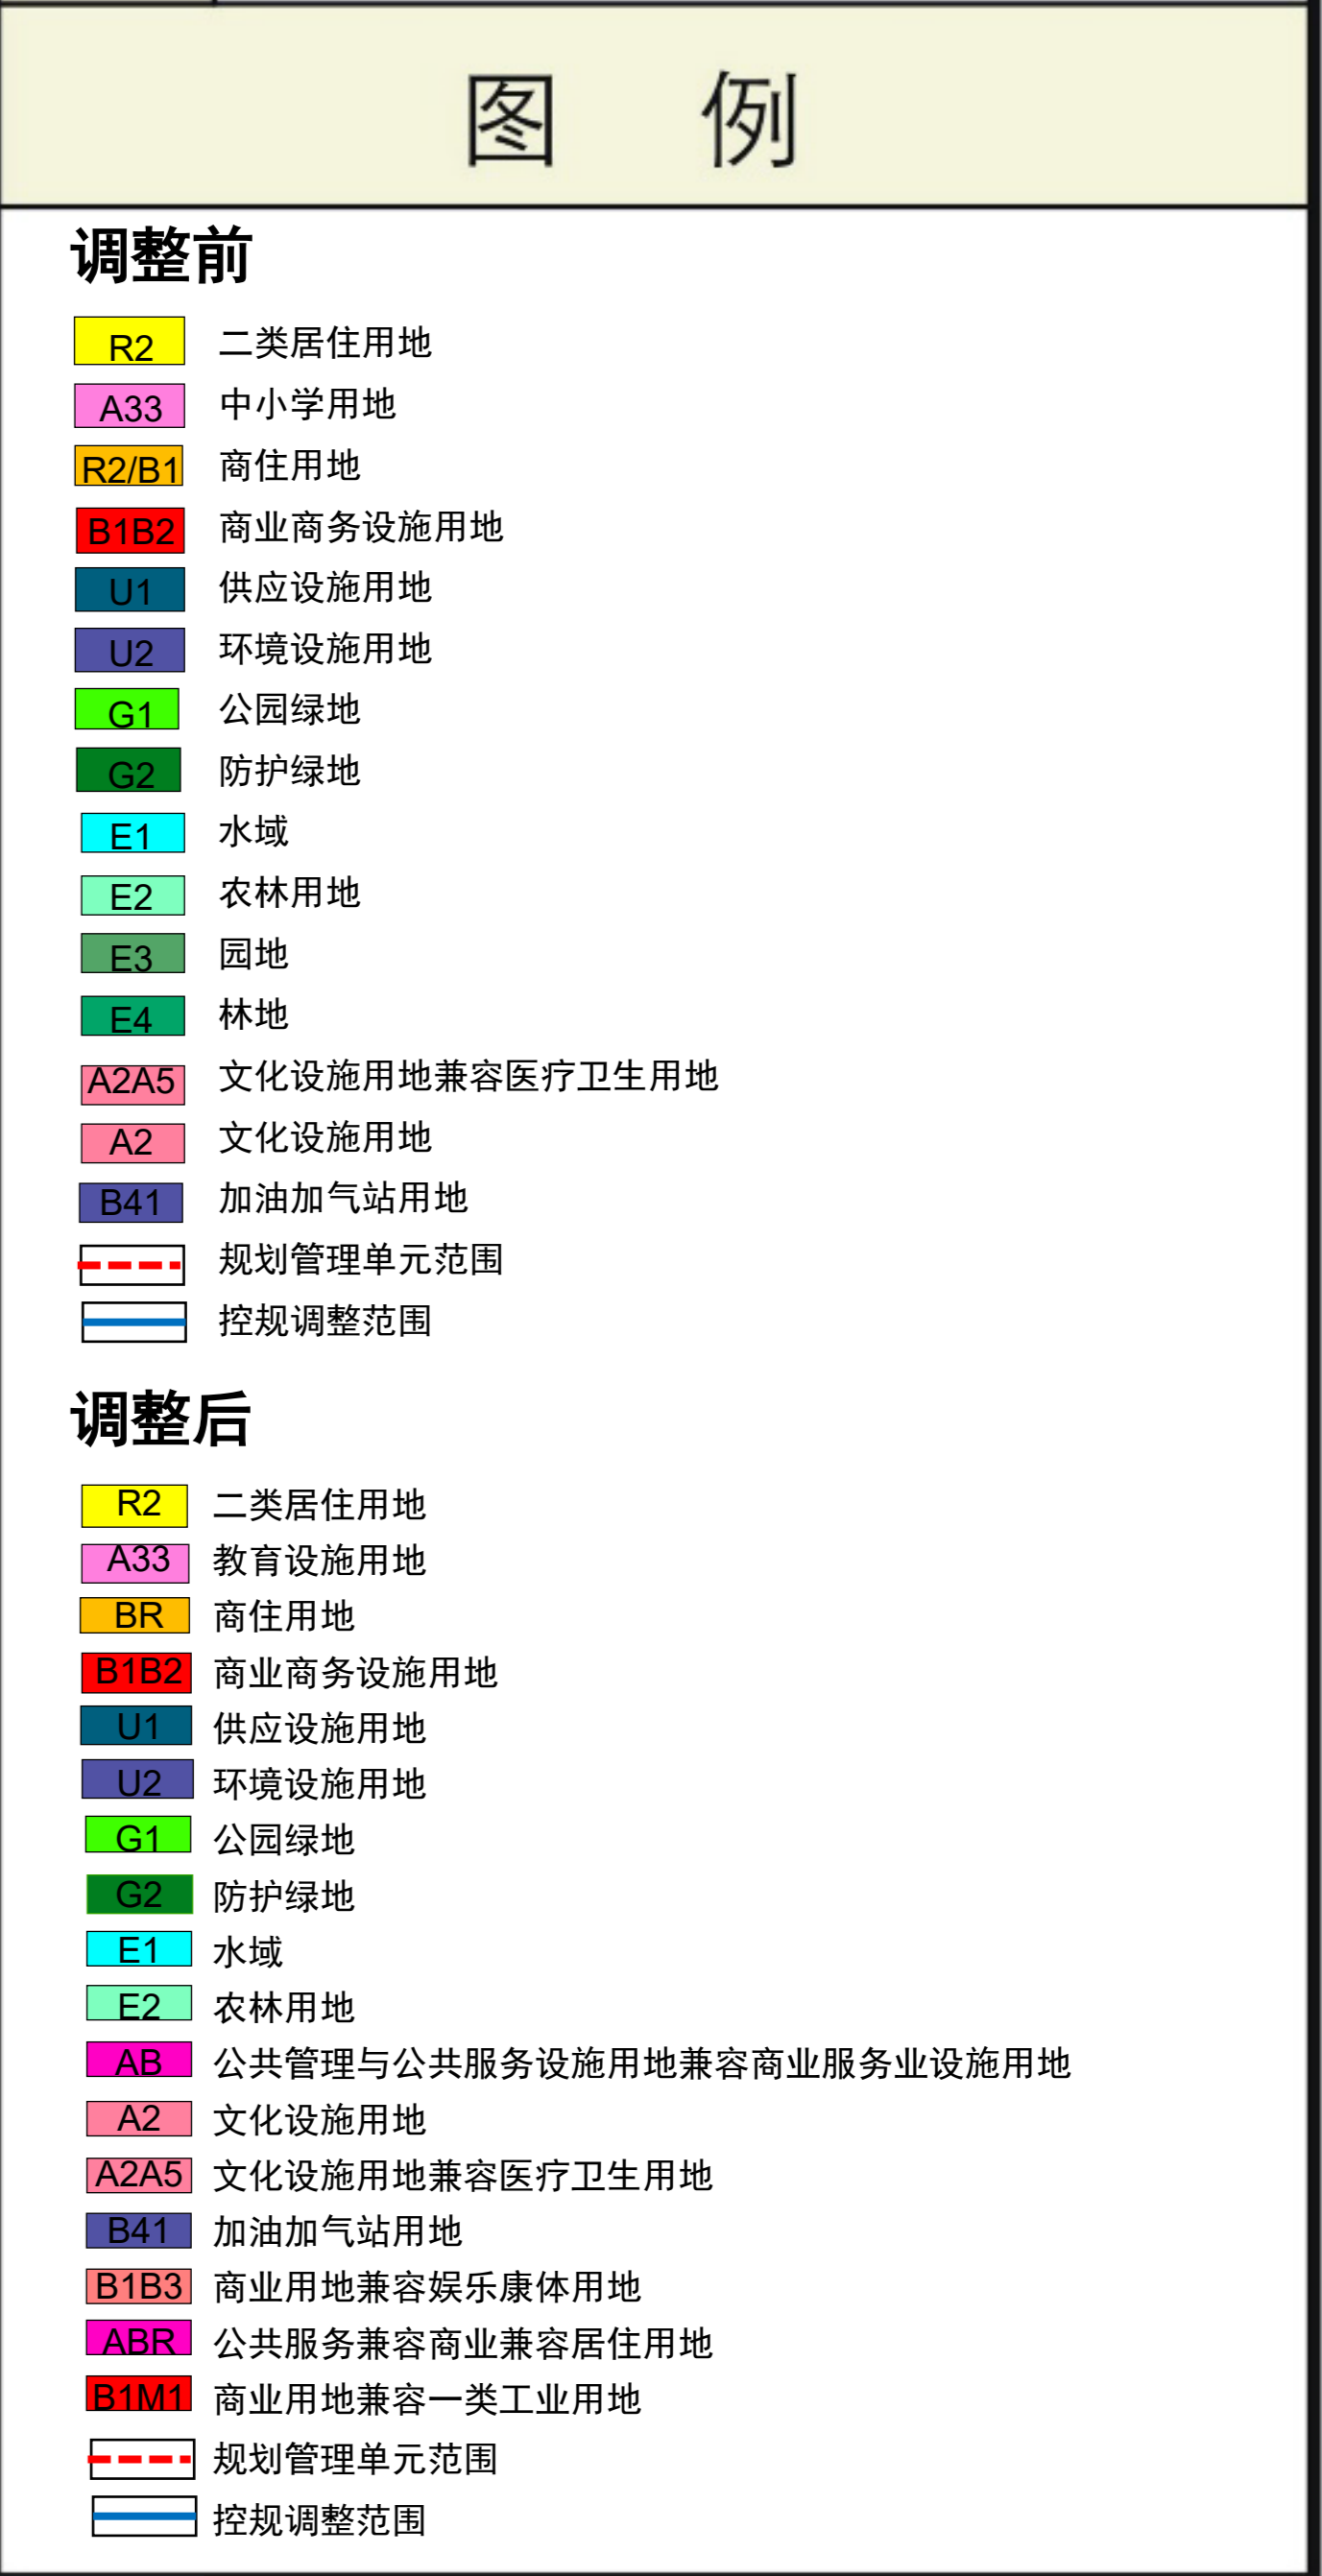 图 例
调整前
R2 二类居住用地
A33 中小学用地
R2/B1 商住用地
B1B2 商业商务设施用地
U1 供应设施用地
U2 环境设施用地
G1 公园绿地
G2 防护绿地
E1 水域
E2 农林用地
E3 园地
E4 林地
A2A5 文化设施用地兼容医疗卫生用地
A2 文化设施用地
B41 加油加气站用地
规划管理单元范围
控规调整范围
调整后
R2 二类居住用地
A33 教育设施用地
BR 商住用地
B1B2 商业商务设施用地
U1 供应设施用地
U2 环境设施用地
G1 公园绿地
G2 防护绿地
E1 水域
E2 农林用地
AB 公共管理与公共服务设施用地兼容商业服务业设施用地
A2 文化设施用地
A2A5 文化设施用地兼容医疗卫生用地
B41 加油加气站用地
B1B3 商业用地兼容娱乐康体用地
ABR 公共服务兼容商业兼容居住用地
B1M1 商业用地兼容一类工业用地
规划管理单元范围
控规调整范围